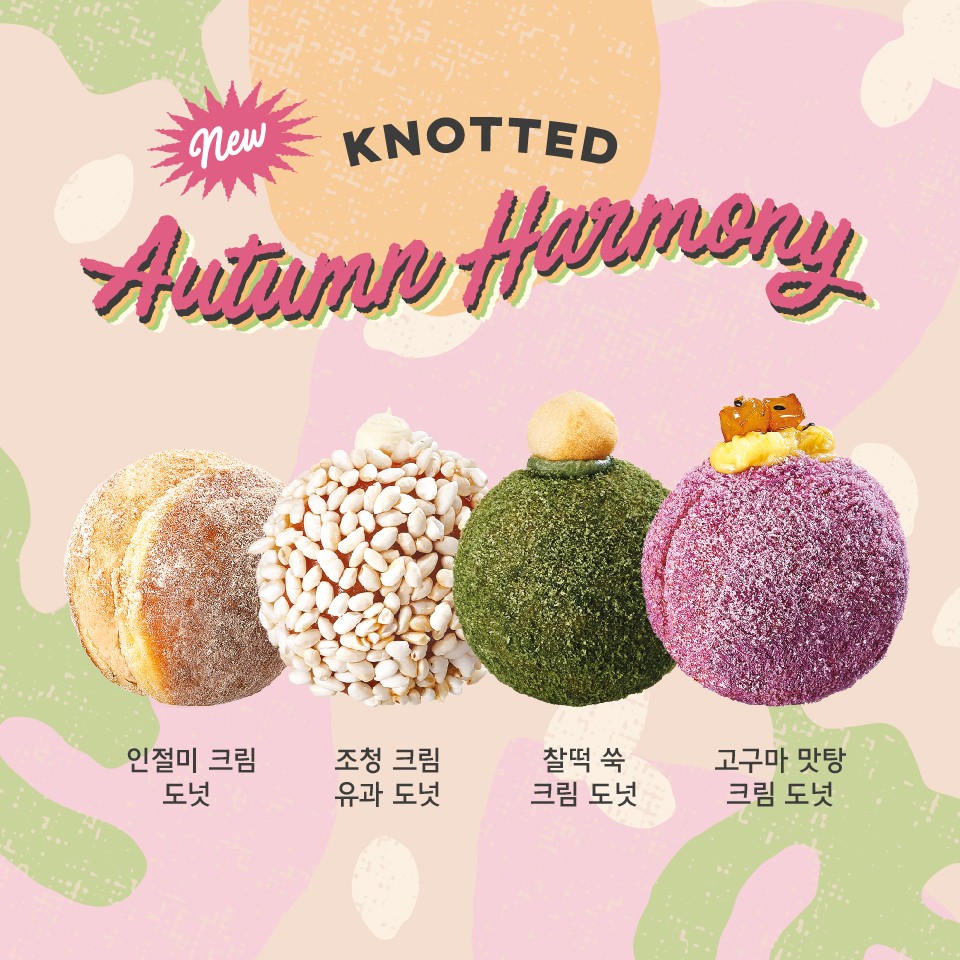 New
KNOTTED
Autumn Harmony
인절미 크림
도넛
조청 크림
유과 도넛
찰떡 쑥
크림 도넛
고구마 맛탕
크림 도넛